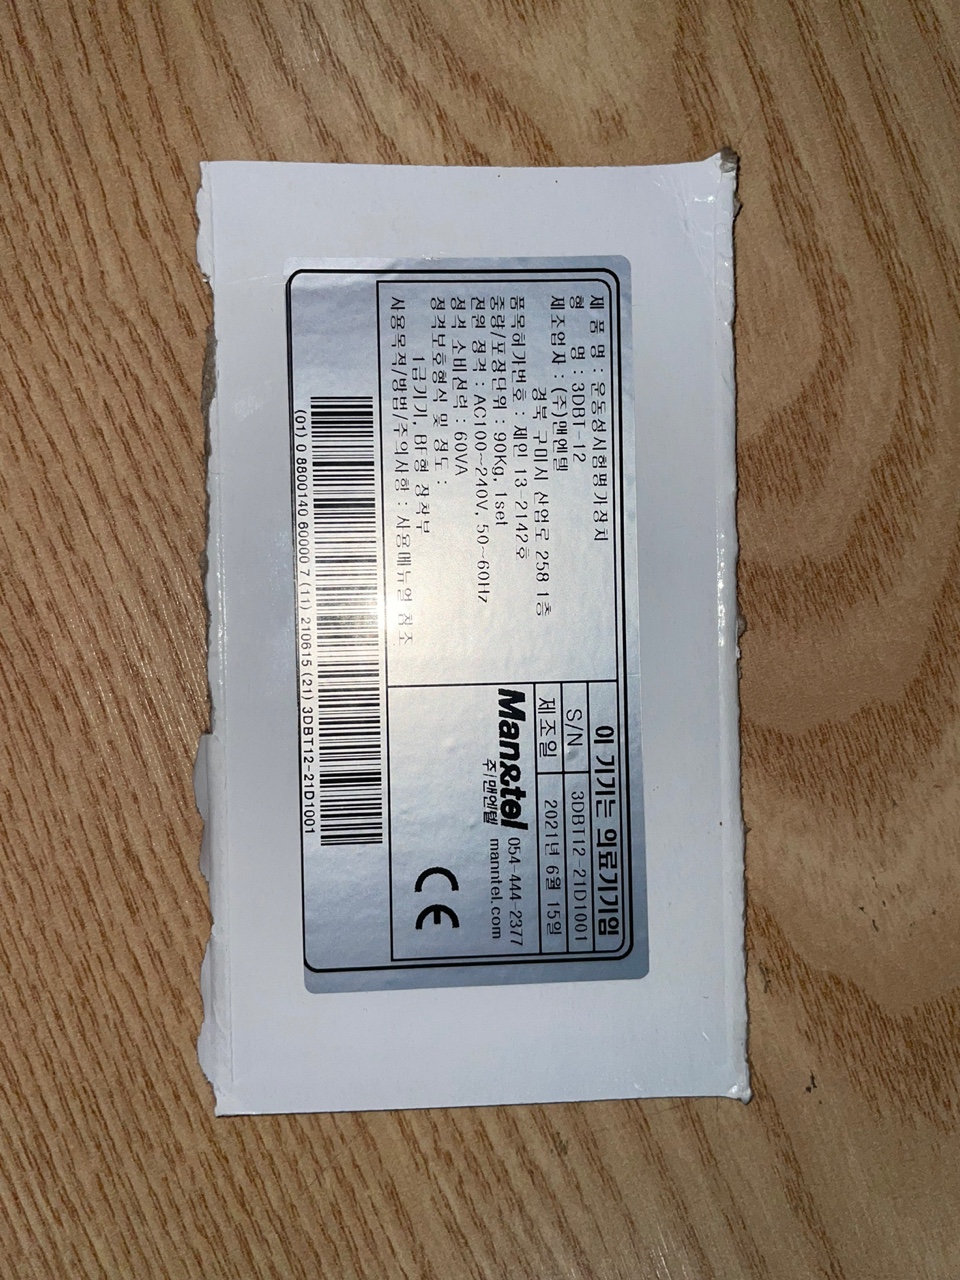 제 품 명 : 운동성시험평가장치
형 명 : 3DBT-12
제조업자 : (주)맨엔텔
경북 구미시 산업로 258 1층
품목허가번호 : 제인 13-2142호
중량/포장단위 : 90Kg, 1set
전원 정격 : AC100~240V, 50~60Hz
정격 소비전력 : 60VA
정격보호형식 및 정도 :
1급기기, BF형 장착부
사용목적/방법/주의사항 : 사용메뉴얼 참조
이 기기는 의료기기임
S/N 3DBT12-21D1001
제조일 2021년 6월 15일
Man&tel 054-444-2377
주)맨엔텔 manntel.com
CE
(01) 0 8800140 60000 7 (11) 210615 (21) 3DBT12-21D1001